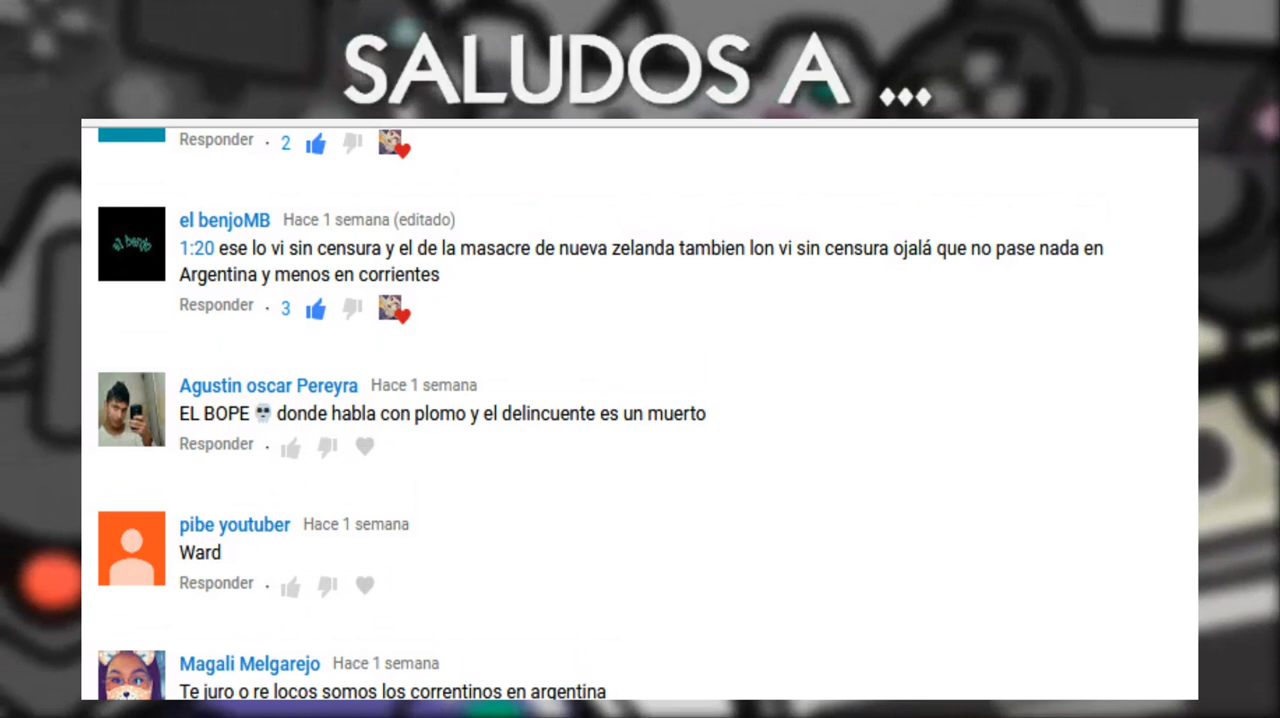 SALUDOS A ...
Responder · 2
el benjo
el benjoMB Hace 1 semana (editado)
1:20 ese lo vi sin censura y el de la masacre de nueva zelanda tambien lon vi sin censura ojalá que no pase nada en
Argentina y menos en corrientes
Responder · 3
Agustin oscar Pereyra Hace 1 semana
EL BOPE 💀 donde habla con plomo y el delincuente es un muerto
Responder ·
pibe youtuber Hace 1 semana
Ward
Responder ·
Magali Melgarejo Hace 1 semana
Te juro o re locos somos los correntinos en argentina